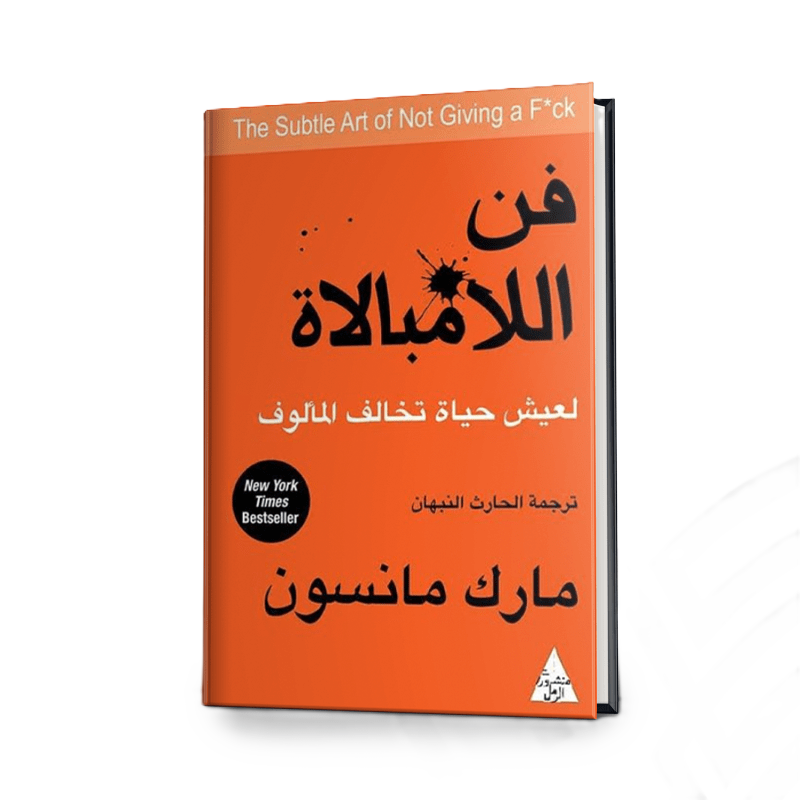 The Subtle Art of Not Giving a F*ck
فن
اللامبالاة
لعيش حياة تخالف المألوف
New York
Times
Bestseller
ترجمة الحارث النبهان
مارك مانسون
منشورات
الرمل